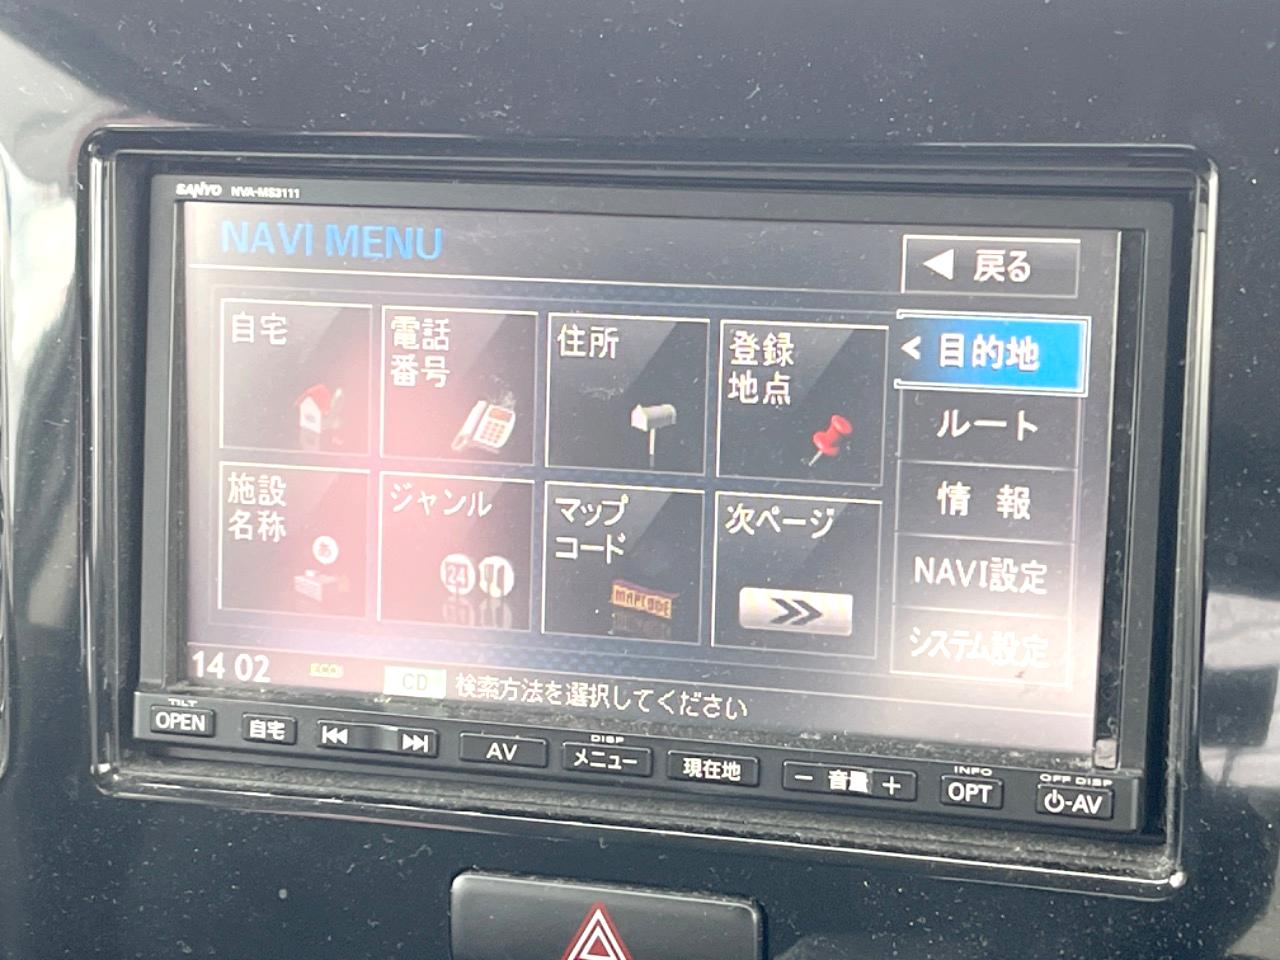 SANYO NVA-MS3111
NAVI MENU
戻る
自宅
電話
番号
住所
登録
地点
目的地
ルート
施設
名称
あ
ジャンル
24
マップ
コード
MAPCODE
次ページ
情報
NAVI設定
システム設定
14 02
CD
検索方法を選択してください
TILT
OPEN
自宅
AV
DISP
メニュー
現在地
− 音量 +
INFO
OPT
OFF DISP
-AV